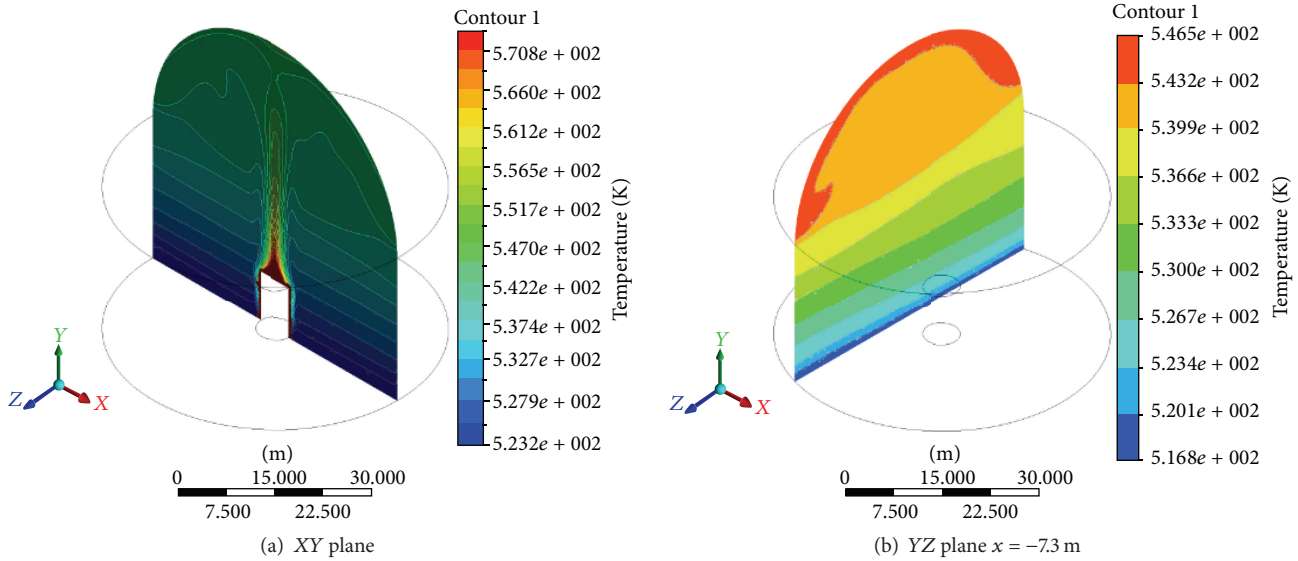 Contour 1
5.708e + 002
5.660e + 002
5.612e + 002
5.565e + 002
5.517e + 002
5.470e + 002
5.422e + 002
5.374e + 002
5.327e + 002
5.279e + 002
5.232e + 002
Temperature (K)
Y
Z
X
(m)
0 15.000 30.000
7.500 22.500
(a) XY plane
Contour 1
5.465e + 002
5.432e + 002
5.399e + 002
5.366e + 002
5.333e + 002
5.300e + 002
5.267e + 002
5.234e + 002
5.201e + 002
5.168e + 002
Temperature (K)
Y
Z
X
(m)
0 15.000 30.000
7.500 22.500
(b) YZ plane x = −7.3 m